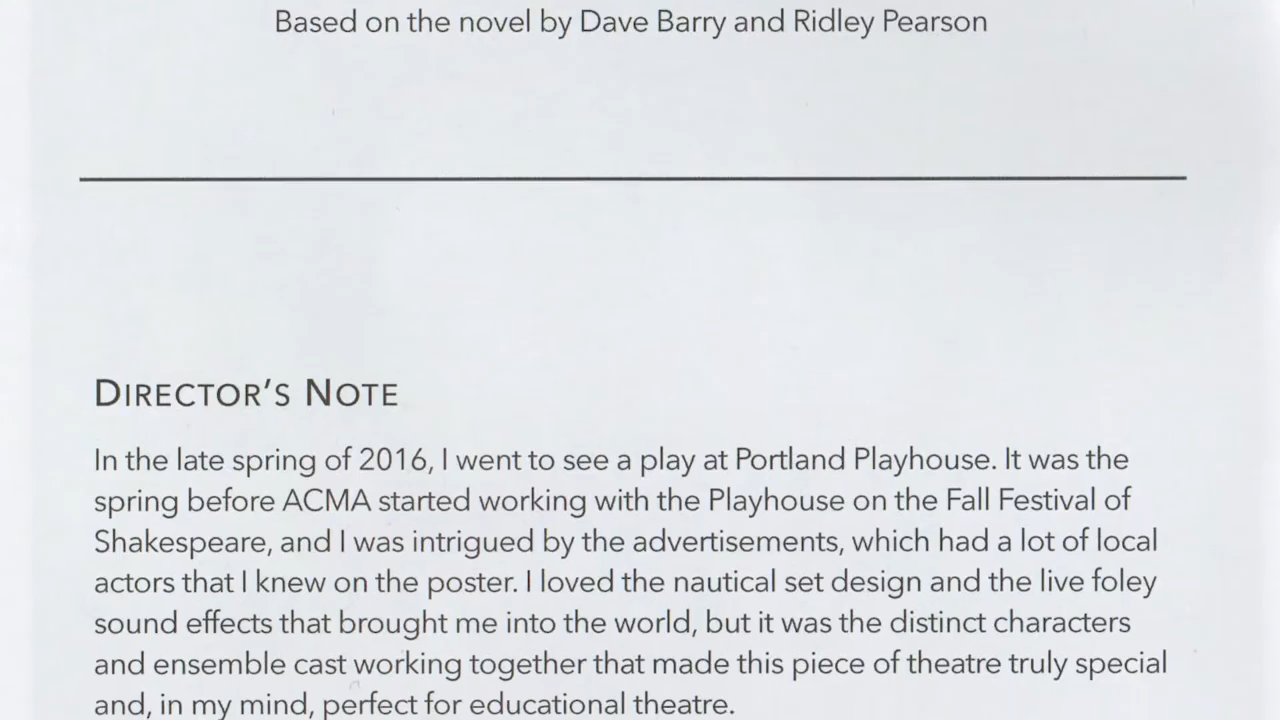 Based on the novel by Dave Barry and Ridley Pearson
DIRECTOR'S NOTE
In the late spring of 2016, I went to see a play at Portland Playhouse. It was the
spring before ACMA started working with the Playhouse on the Fall Festival of
Shakespeare, and I was intrigued by the advertisements, which had a lot of local
actors that I knew on the poster. I loved the nautical set design and the live foley
sound effects that brought me into the world, but it was the distinct characters
and ensemble cast working together that made this piece of theatre truly special
and, in my mind, perfect for educational theatre.